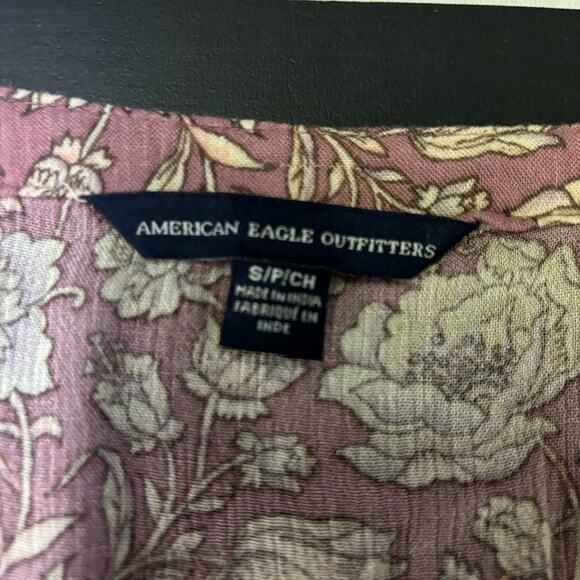 AMERICAN EAGLE OUTFITTERS
S/P/CH
MADE IN INDIA
FABRIQUÉ EN
INDE